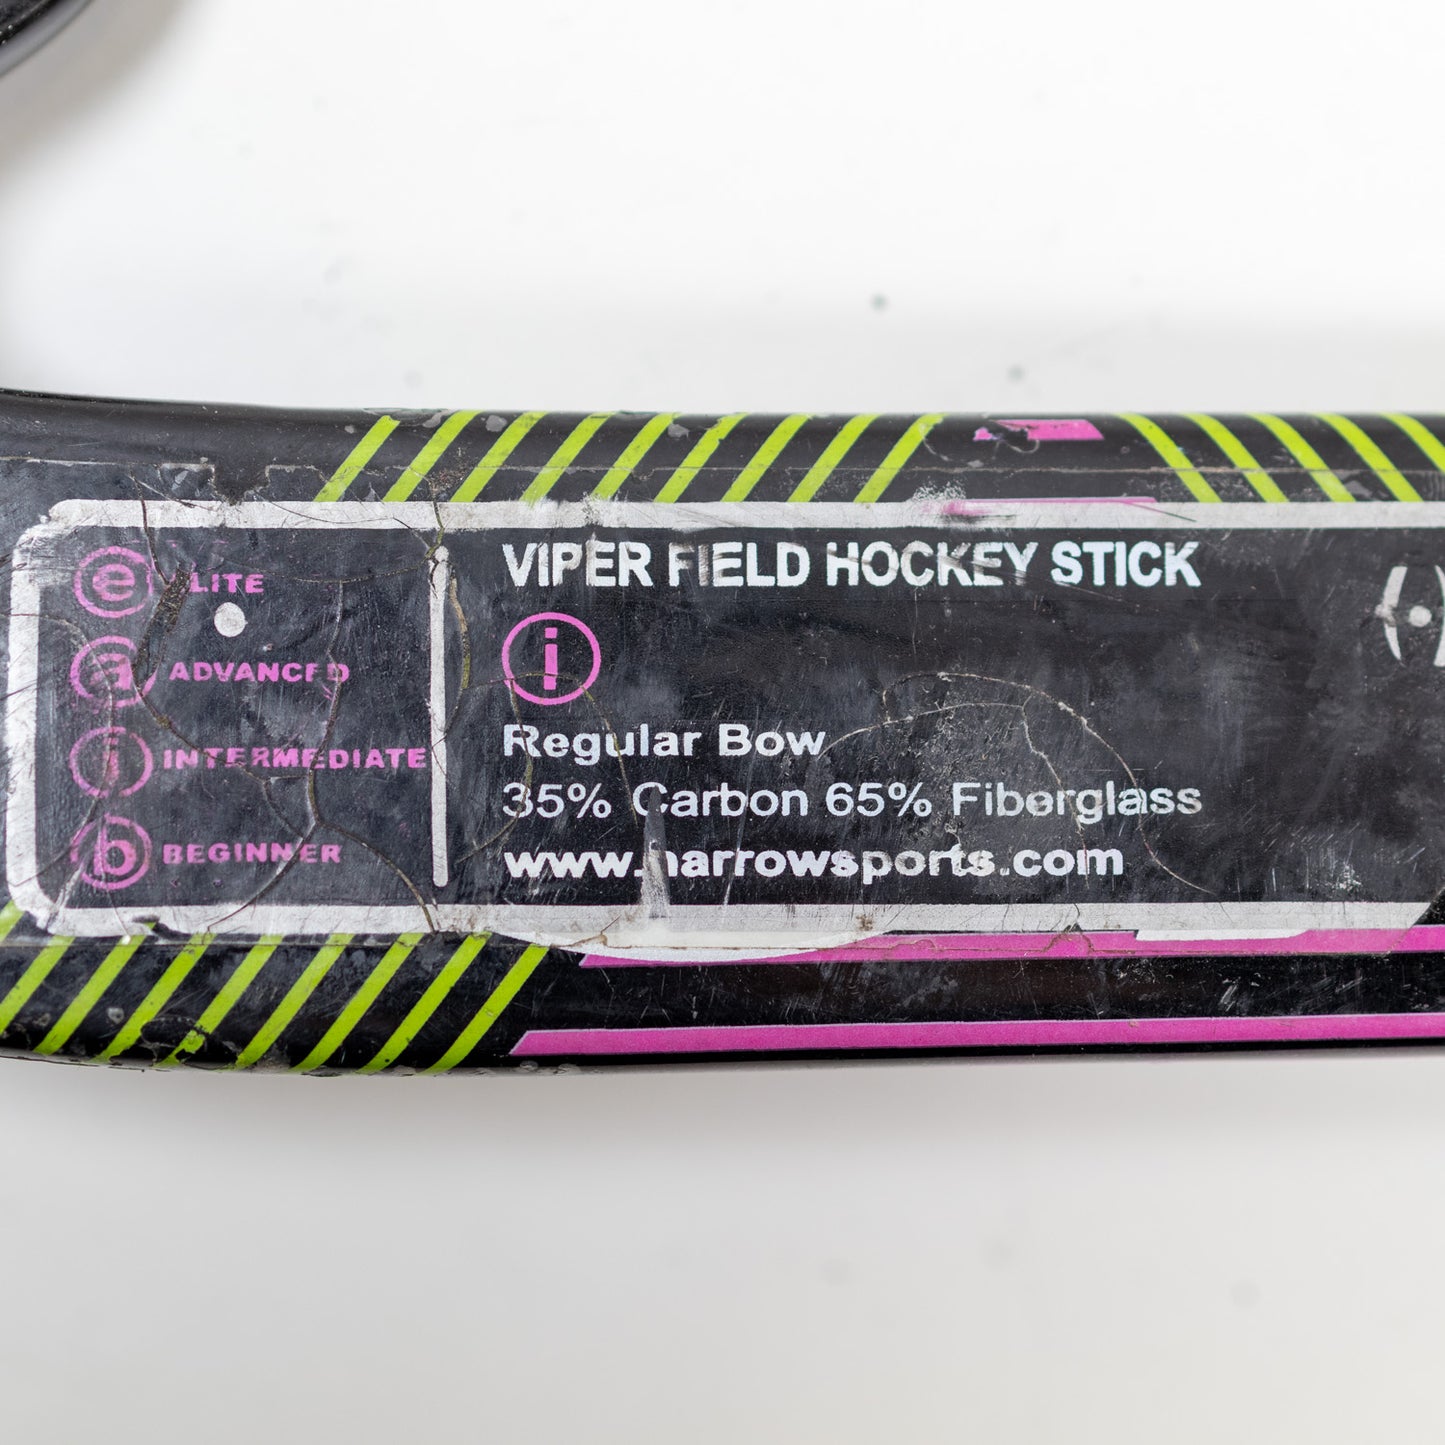 e ELITE
a ADVANCED
i INTERMEDIATE
b BEGINNER
VIPER FIELD HOCKEY STICK
i
Regular Bow
35% Carbon 65% Fiberglass
www.harrowsports.com